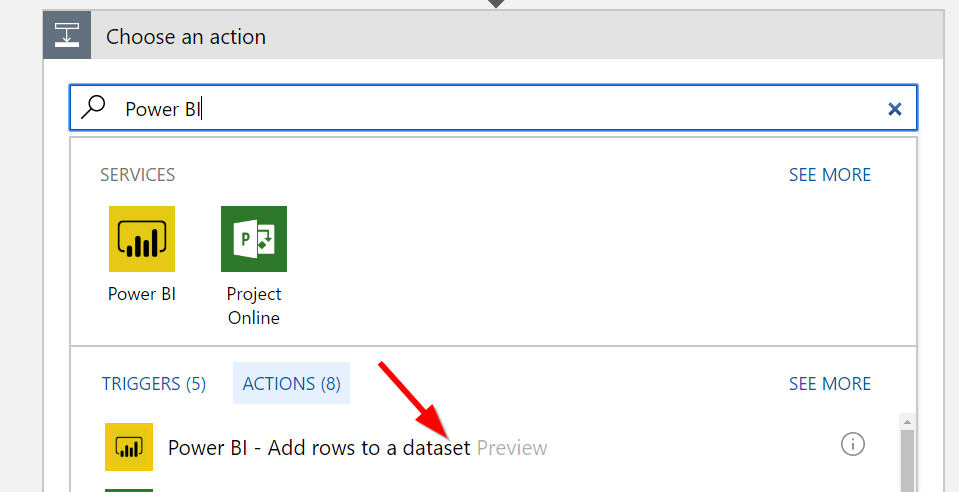 Choose an action
Power BI
SERVICES
SEE MORE
Power BI
Project
Online
TRIGGERS (5)
ACTIONS (8)
SEE MORE
Power BI - Add rows to a dataset Preview